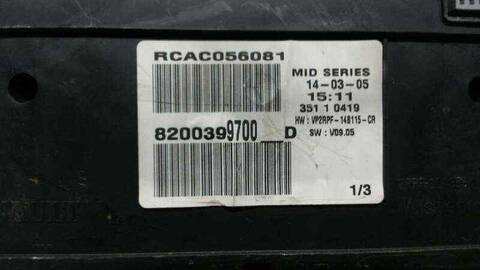 RCAC056081
MID SERIES
14-03-05
15:11
351 1 0419
HW : VP2RPF-148115-CR
SW : V09.05
8200399700__D
1/3